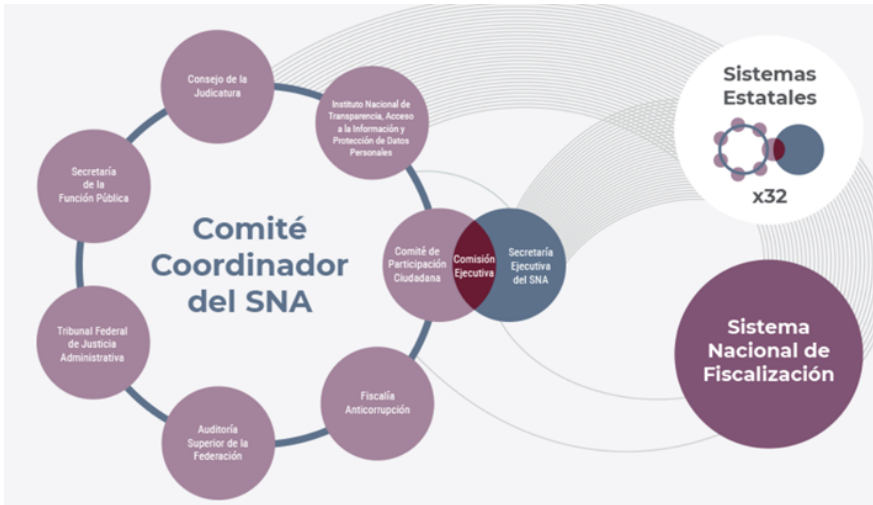 Consejo de la
Judicatura
Instituto Nacional de
Transparencia, Acceso
a la Información y
Protección de Datos
Personales
Secretaría
de la
Función Pública
Comité
Coordinador
del SNA
Comité de
Participación
Ciudadana
Comisión
Ejecutiva
Secretaría
Ejecutiva
del SNA
Tribunal Federal
de Justicia
Administrativa
Auditoría
Superior de la
Federación
Fiscalía
Anticorrupción
Sistemas
Estatales
x32
Sistema
Nacional de
Fiscalización